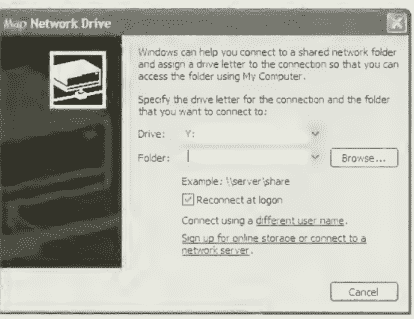 Map Network Drive
Windows can help you connect to a shared network folder
and assign a drive letter to the connection so that you can
access the folder using My Computer.
Specify the drive letter for the connection and the folder
that you want to connect to:
Drive: Y:
Folder: Browse...
Example: \\server\share
Reconnect at logon
Connect using a different user name.
Sign up for online storage or connect to a
network server.
Cancel